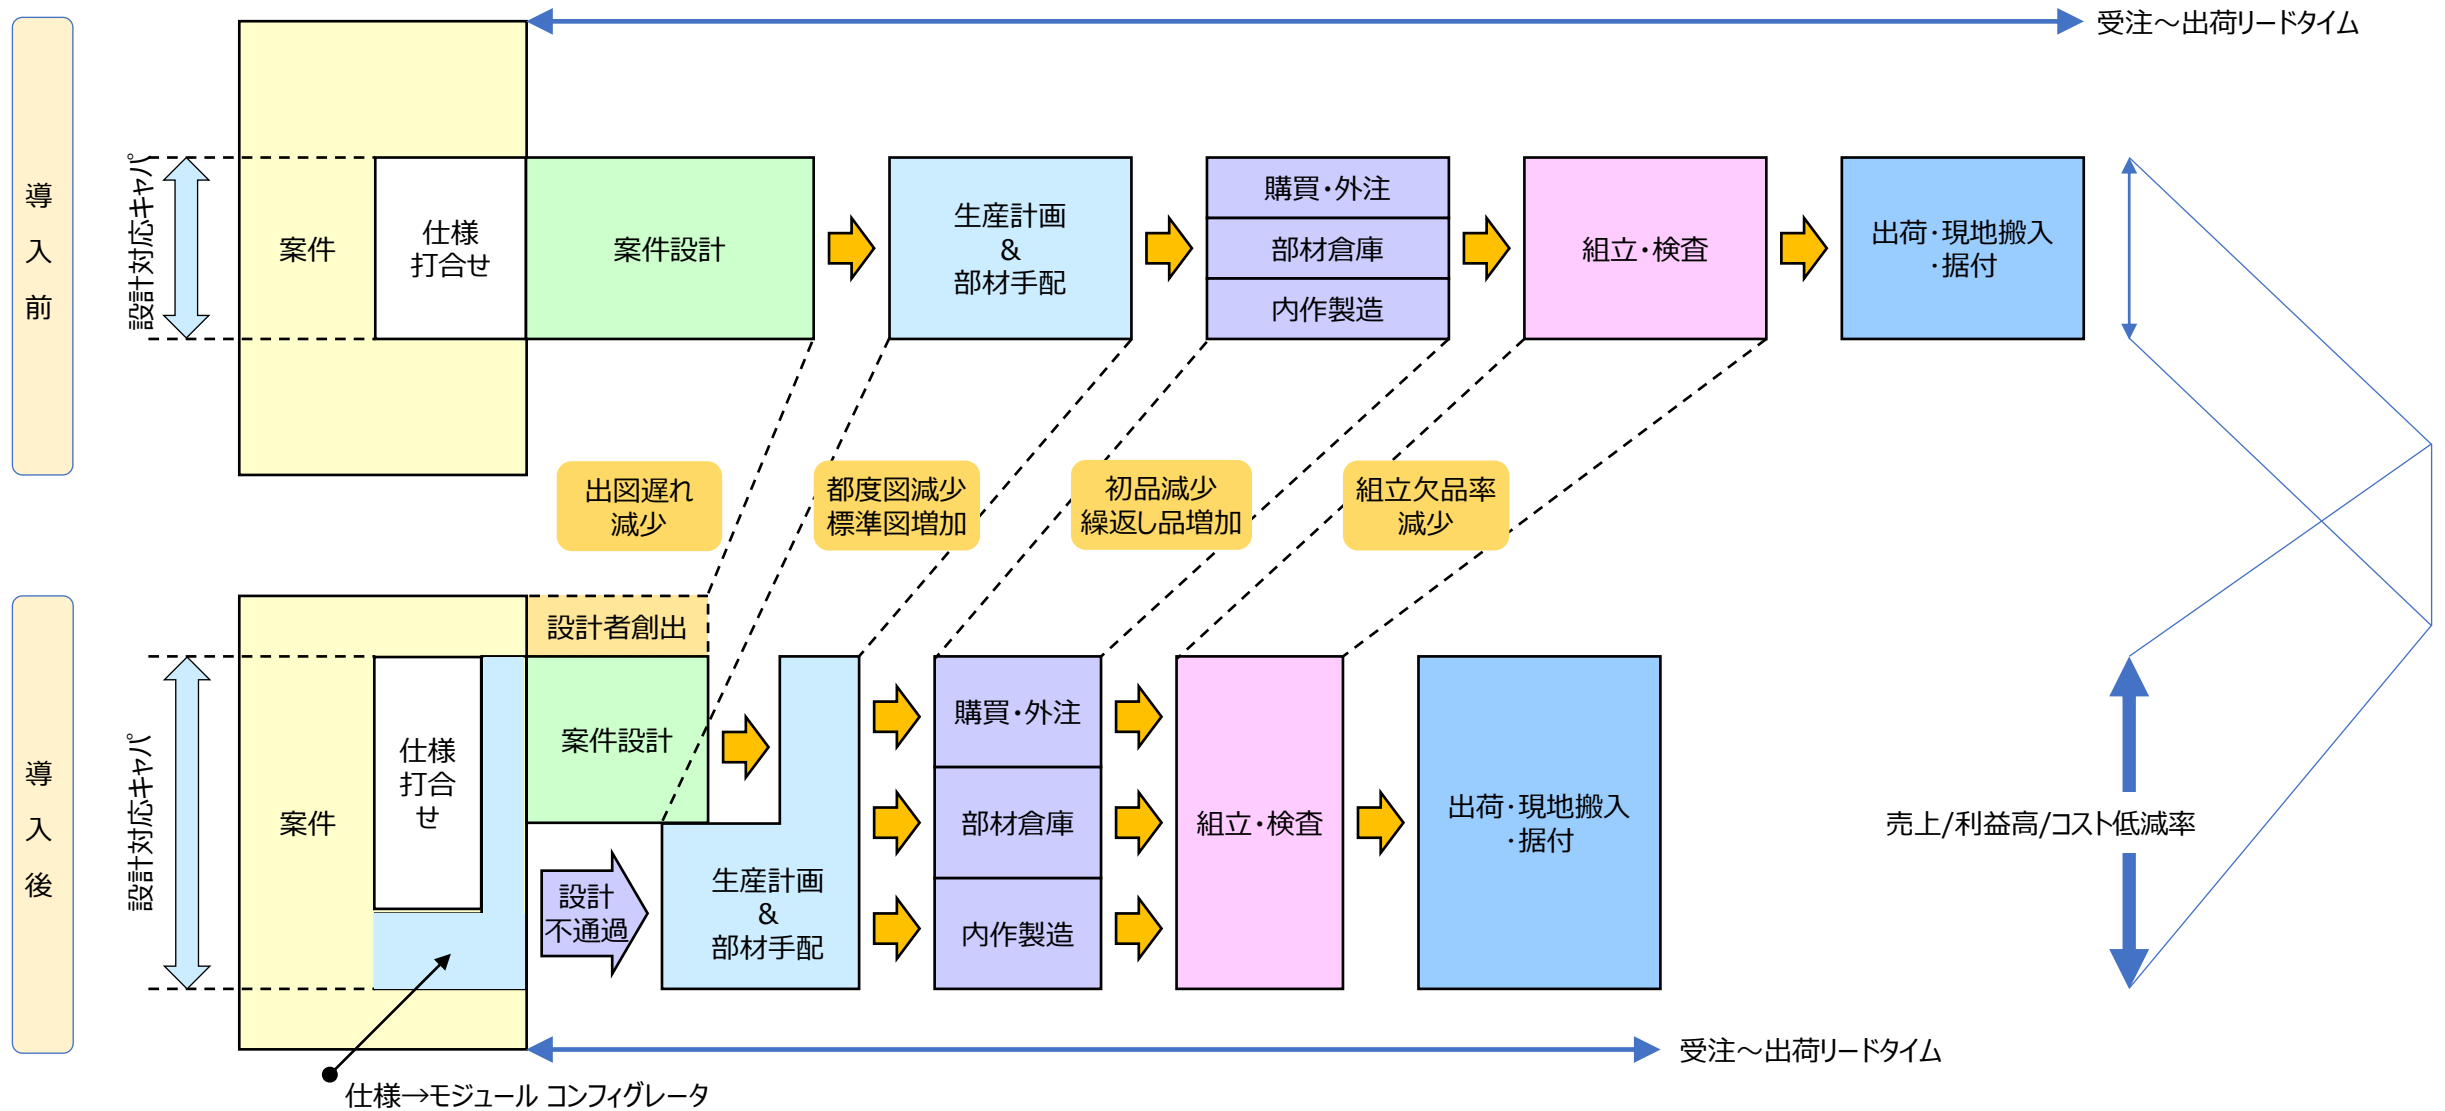 受注～出荷リードタイム
導
入
前
設計対応キャパ
案件
仕様
打合せ
案件設計
生産計画
&
部材手配
購買・外注
部材倉庫
内作製造
組立・検査
出荷・現地搬入
・据付
出図遅れ
減少
都度図減少
標準図増加
初品減少
繰返し品増加
組立欠品率
減少
導
入
後
設計対応キャパ
案件
仕様
打合
せ
設計者創出
案件設計
設計
不通過
生産計画
&
部材手配
購買・外注
部材倉庫
内作製造
組立・検査
出荷・現地搬入
・据付
売上/利益高/コスト低減率
受注～出荷リードタイム
仕様→モジュール コンフィグレータ